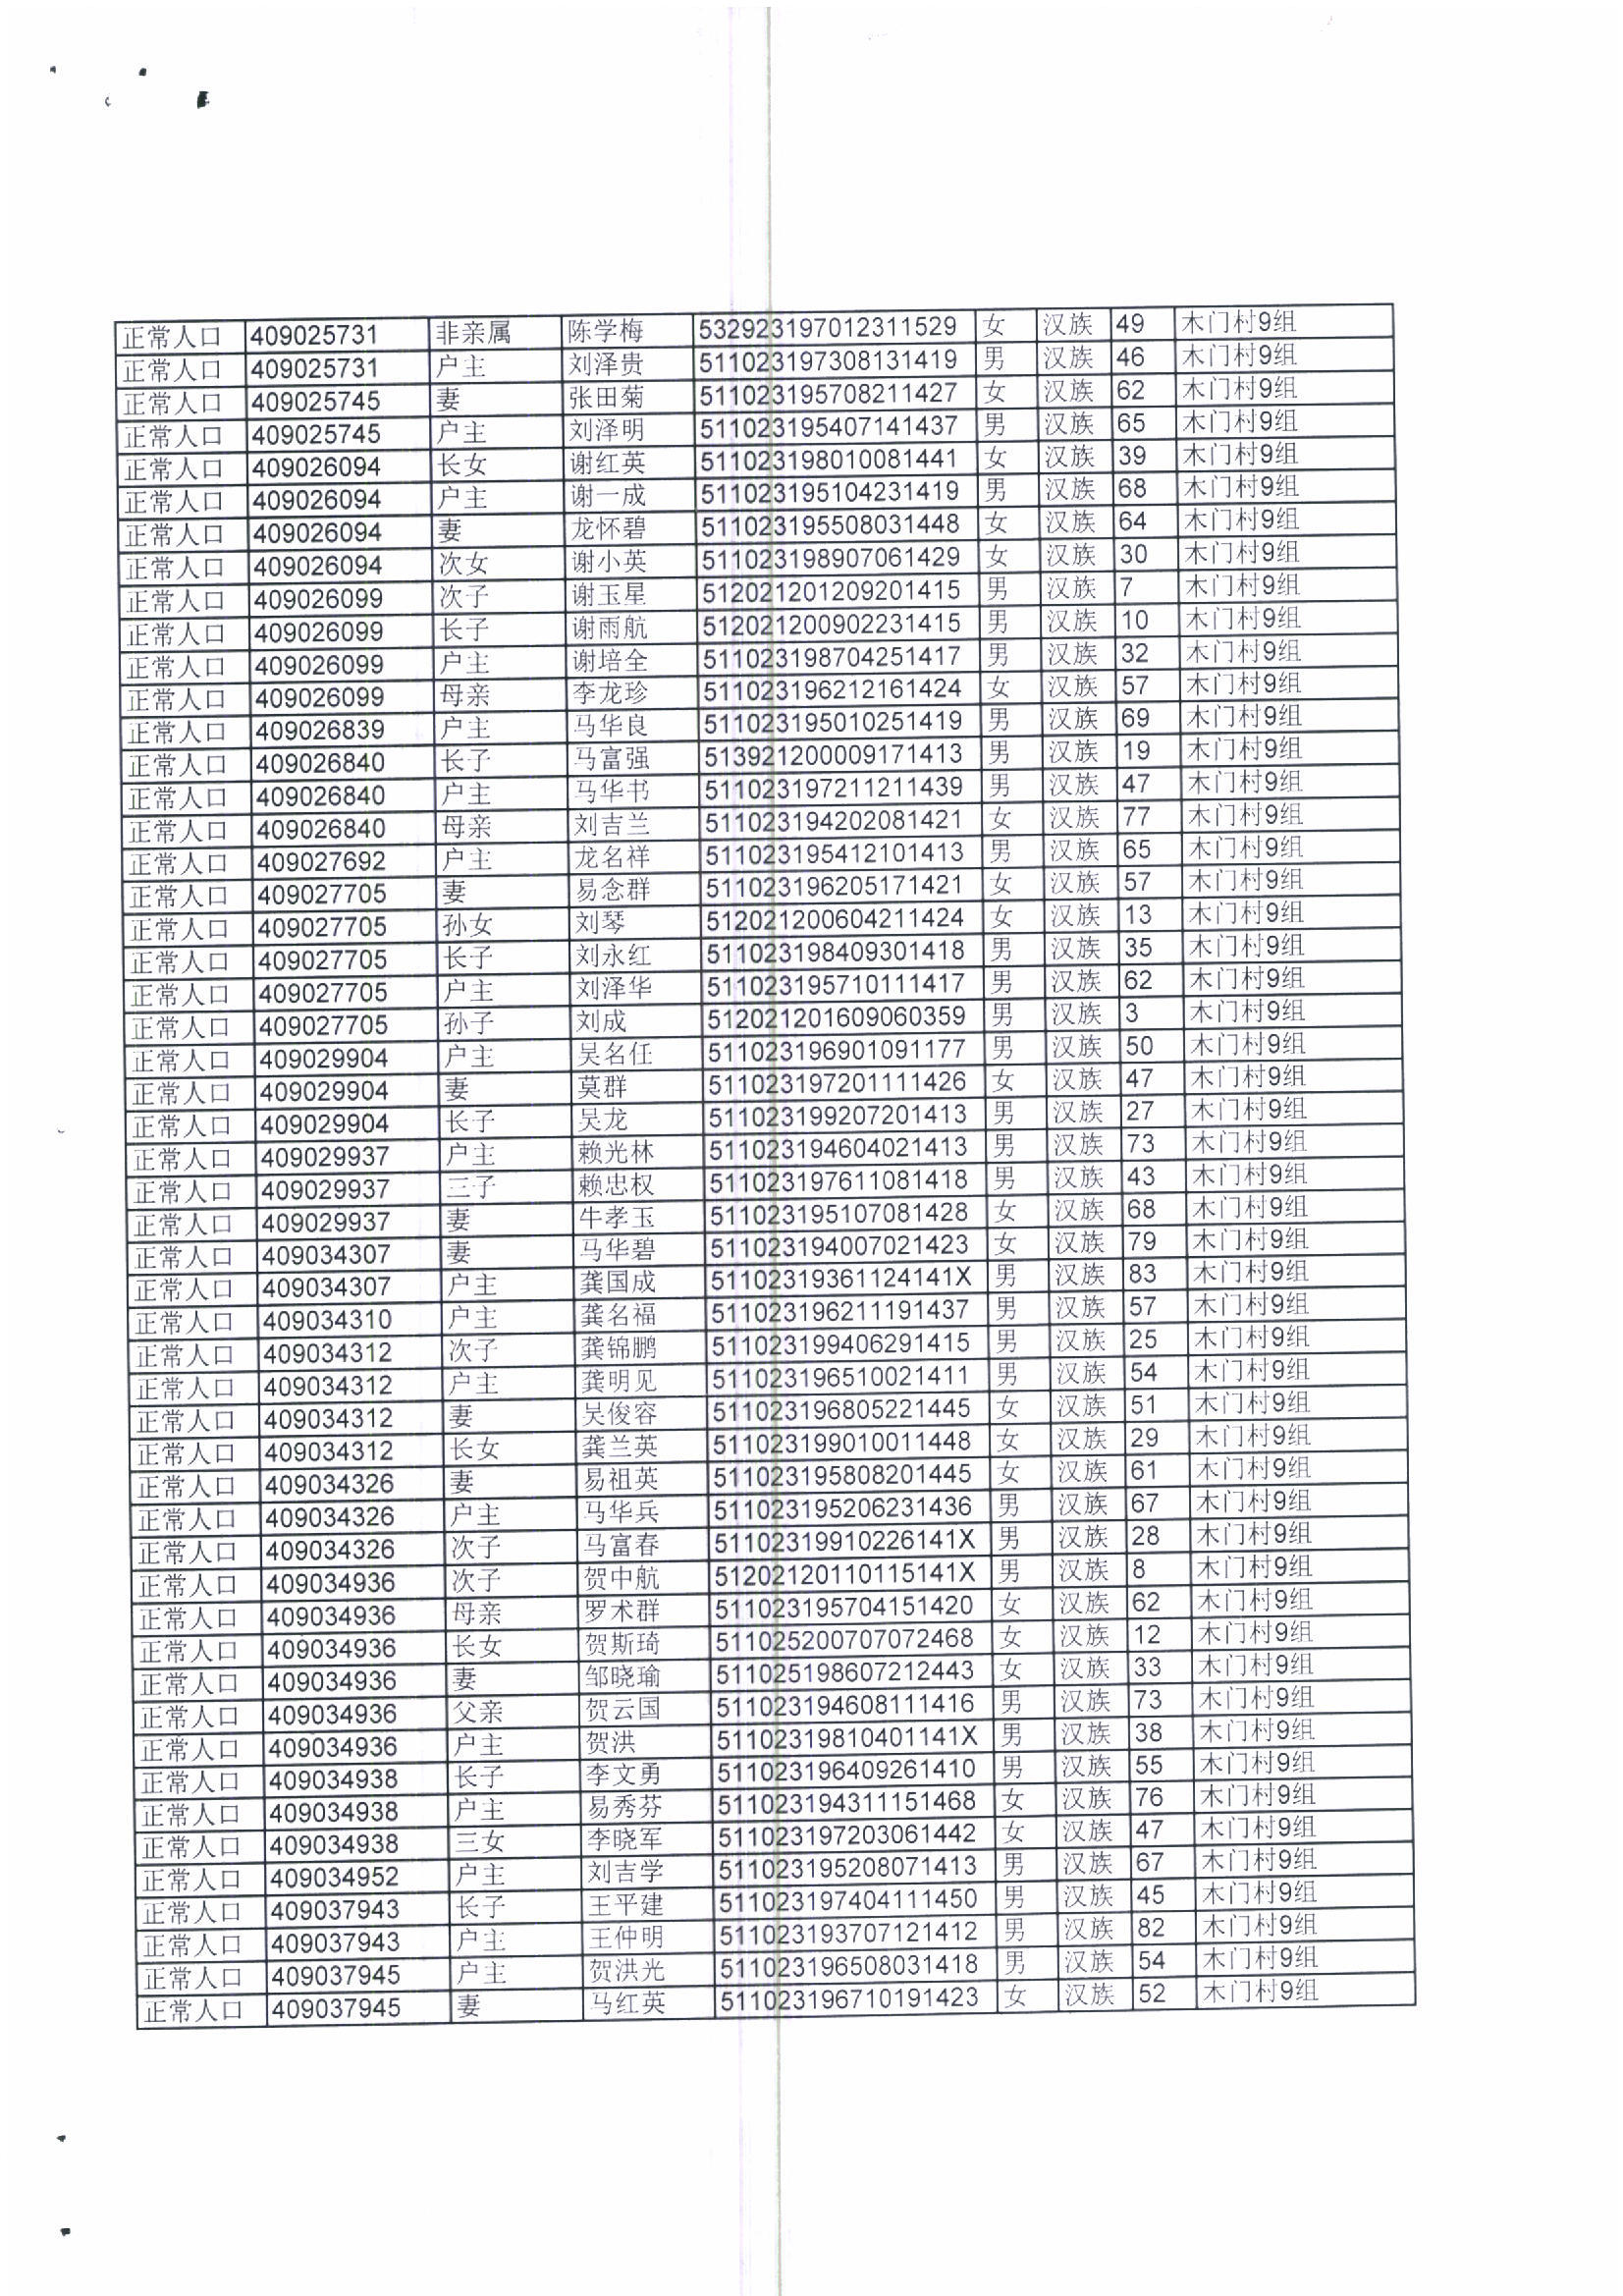 正常人口 409025731 非亲属 陈学梅 532923197012311529 女 汉族 49 木门村9组
正常人口 409025731 户主 刘泽贵 511023197308131419 男 汉族 46 木门村9组
正常人口 409025745 妻 张田菊 511023195708211427 女 汉族 62 木门村9组
正常人口 409025745 户主 刘泽明 511023195407141437 男 汉族 65 木门村9组
正常人口 409026094 长女 谢红英 511023198010081441 女 汉族 39 木门村9组
正常人口 409026094 户主 谢一成 511023195104231419 男 汉族 68 木门村9组
正常人口 409026094 妻 龙怀碧 511023195508031448 女 汉族 64 木门村9组
正常人口 409026094 次女 谢小英 511023198907061429 女 汉族 30 木门村9组
正常人口 409026099 次子 谢玉星 512021201209201415 男 汉族 7 木门村9组
正常人口 409026099 长子 谢雨航 512021200902231415 男 汉族 10 木门村9组
正常人口 409026099 户主 谢培全 511023198704251417 男 汉族 32 木门村9组
正常人口 409026099 母亲 李龙珍 511023196212161424 女 汉族 57 木门村9组
正常人口 409026839 户主 马华良 511023195010251419 男 汉族 69 木门村9组
正常人口 409026840 长子 马富强 513921200009171413 男 汉族 19 木门村9组
正常人口 409026840 户主 马华书 511023197211211439 男 汉族 47 木门村9组
正常人口 409026840 母亲 刘吉兰 511023194202081421 女 汉族 77 木门村9组
正常人口 409027692 户主 龙名祥 511023195412101413 男 汉族 65 木门村9组
正常人口 409027705 妻 易念群 511023196205171421 女 汉族 57 木门村9组
正常人口 409027705 孙女 刘琴 512021200604211424 女 汉族 13 木门村9组
正常人口 409027705 长子 刘永红 511023198409301418 男 汉族 35 木门村9组
正常人口 409027705 户主 刘泽华 511023195710111417 男 汉族 62 木门村9组
正常人口 409027705 孙子 刘成 512021201609060359 男 汉族 3 木门村9组
正常人口 409029904 户主 吴名任 511023196901091177 男 汉族 50 木门村9组
正常人口 409029904 妻 莫群 511023197201111426 女 汉族 47 木门村9组
正常人口 409029904 长子 吴龙 511023199207201413 男 汉族 27 木门村9组
正常人口 409029937 户主 赖光林 511023194604021413 男 汉族 73 木门村9组
正常人口 409029937 三子 赖忠权 511023197611081418 男 汉族 43 木门村9组
正常人口 409029937 妻 牛孝玉 511023195107081428 女 汉族 68 木门村9组
正常人口 409034307 妻 马华碧 511023194007021423 女 汉族 79 木门村9组
正常人口 409034307 户主 龚国成 51102319361124141X 男 汉族 83 木门村9组
正常人口 409034310 户主 龚名福 511023196211191437 男 汉族 57 木门村9组
正常人口 409034312 次子 龚锦鹏 511023199406291415 男 汉族 25 木门村9组
正常人口 409034312 户主 龚明见 511023196510021411 男 汉族 54 木门村9组
正常人口 409034312 妻 吴俊容 511023196805221445 女 汉族 51 木门村9组
正常人口 409034312 长女 龚兰英 511023199010011448 女 汉族 29 木门村9组
正常人口 409034326 妻 易祖英 511023195808201445 女 汉族 61 木门村9组
正常人口 409034326 户主 马华兵 511023195206231436 男 汉族 67 木门村9组
正常人口 409034326 次子 马富春 51102319910226141X 男 汉族 28 木门村9组
正常人口 409034936 次子 贺中航 51202120110115141X 男 汉族 8 木门村9组
正常人口 409034936 母亲 罗术群 511023195704151420 女 汉族 62 木门村9组
正常人口 409034936 长女 贺斯琦 511025200707072468 女 汉族 12 木门村9组
正常人口 409034936 妻 邹晓瑜 511025198607212443 女 汉族 33 木门村9组
正常人口 409034936 父亲 贺云国 511023194608111416 男 汉族 73 木门村9组
正常人口 409034936 户主 贺洪 51102319810401141X 男 汉族 38 木门村9组
正常人口 409034938 长子 李文勇 511023196409261410 男 汉族 55 木门村9组
正常人口 409034938 户主 易秀芬 511023194311151468 女 汉族 76 木门村9组
正常人口 409034938 三女 李晓军 511023197203061442 女 汉族 47 木门村9组
正常人口 409034952 户主 刘吉学 511023195208071413 男 汉族 67 木门村9组
正常人口 409037943 长子 王平建 511023197404111450 男 汉族 45 木门村9组
正常人口 409037943 户主 王仲明 511023193707121412 男 汉族 82 木门村9组
正常人口 409037945 户主 贺洪光 511023196508031418 男 汉族 54 木门村9组
正常人口 409037945 妻 马红英 511023196710191423 女 汉族 52 木门村9组